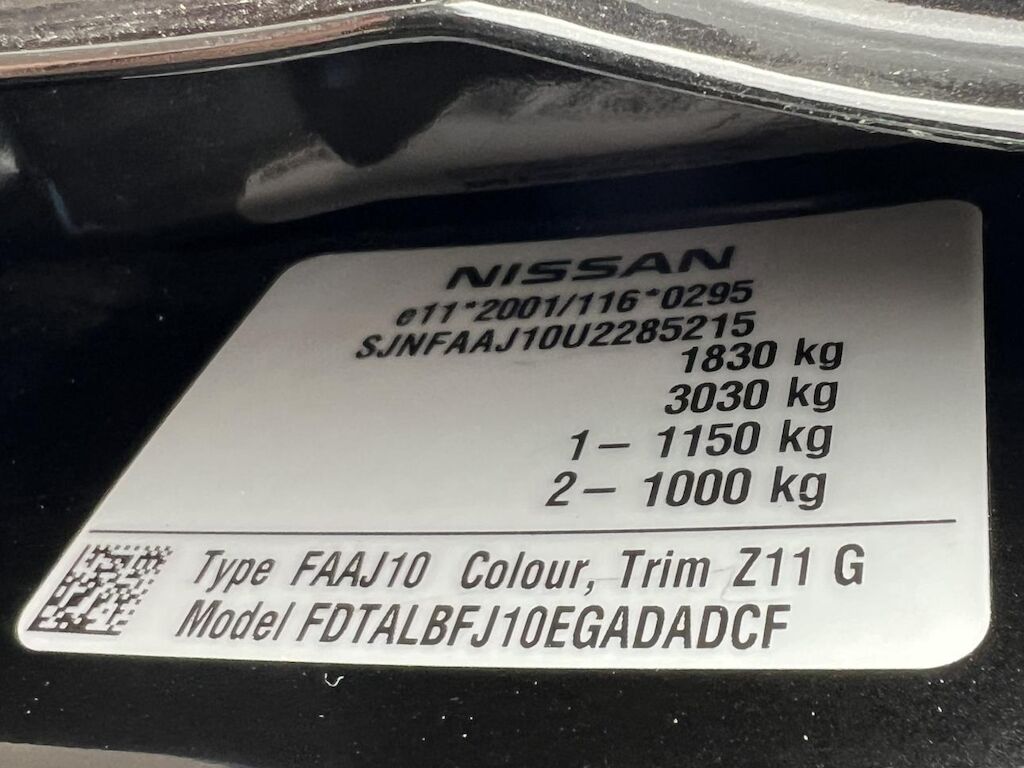 NISSAN
e11*2001/116*0295
SJNFAAJ10U2285215
1830 kg
3030 kg
1– 1150 kg
2– 1000 kg
Type FAAJ10 Colour, Trim Z11 G
Model FDTALBFJ10EGADADCF